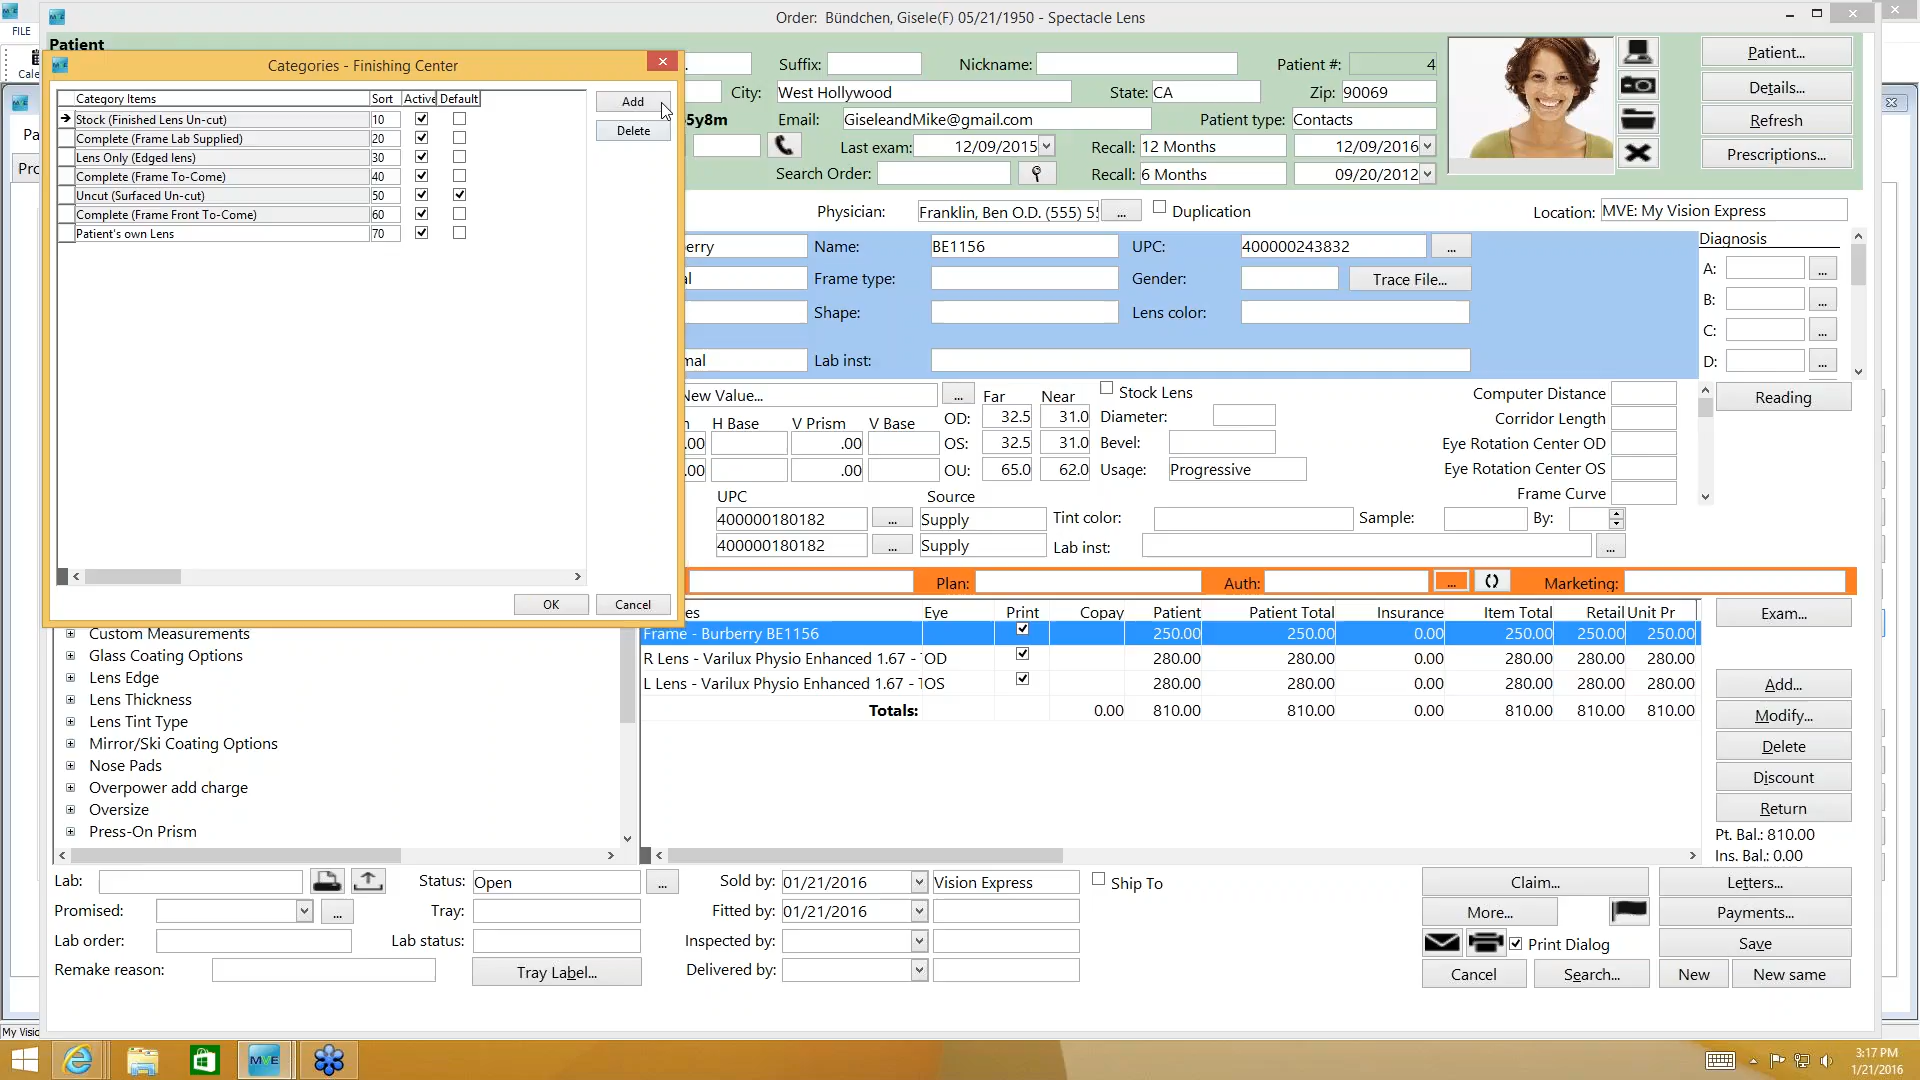 Order: Bündchen, Gisele(F) 05/21/1950 - Spectacle Lens
FILE
Patient
Categories - Finishing Center
Category Items Sort Active Default
Stock (Finished Lens Un-cut) 10
Complete (Frame Lab Supplied) 20
Lens Only (Edged lens) 30
Complete (Frame To-Come) 40
Uncut (Surfaced Un-cut) 50
Complete (Frame Front To-Come) 60
Patient's own Lens 70
Add
Delete
OK Cancel
Suffix: Nickname: Patient #: 4
City: West Hollywood State: CA Zip: 90069
5y8m Email: GiseleandMike@gmail.com Patient type: Contacts
Last exam: 12/09/2015 Recall: 12 Months 12/09/2016
Search Order: Recall: 6 Months 09/20/2012
Patient...
Details...
Refresh
Prescriptions...
Physician: Franklin, Ben O.D. (555) 5 ... Duplication Location: MVE: My Vision Express
erry Name: BE1156 UPC: 400000243832 ...
Frame type: Gender: Trace File...
Shape: Lens color:
mal Lab inst:
Diagnosis
A: ...
B: ...
C: ...
D: ...
New Value... ... Far Near Stock Lens
H Base V Prism V Base OD: 32.5 31.0 Diameter:
.00 .00 OS: 32.5 31.0 Bevel:
.00 .00 OU: 65.0 62.0 Usage: Progressive
Computer Distance
Corridor Length
Eye Rotation Center OD
Eye Rotation Center OS
Frame Curve
Reading
UPC Source
400000180182 ... Supply Tint color: Sample: By:
400000180182 ... Supply Lab inst: ...
Plan: Auth: ... Marketing:
es Eye Print Copay Patient Patient Total Insurance Item Total Retail Unit Pr
Frame - Burberry BE1156 250.00 250.00 0.00 250.00 250.00 250.00
R Lens - Varilux Physio Enhanced 1.67 - OD 280.00 280.00 0.00 280.00 280.00 280.00
L Lens - Varilux Physio Enhanced 1.67 - OS 280.00 280.00 0.00 280.00 280.00 280.00
Totals: 0.00 810.00 810.00 0.00 810.00 810.00 810.00
Custom Measurements
Glass Coating Options
Lens Edge
Lens Thickness
Lens Tint Type
Mirror/Ski Coating Options
Nose Pads
Overpower add charge
Oversize
Press-On Prism
Exam...
Add...
Modify...
Delete
Discount
Return
Pt. Bal.: 810.00
Ins. Bal.: 0.00
Lab: Status: Open ... Sold by: 01/21/2016 Vision Express Ship To
Promised: ... Tray: Fitted by: 01/21/2016
Lab order: Lab status: Inspected by:
Remake reason: Tray Label... Delivered by:
Claim... Letters...
More... Payments...
Print Dialog Save
Cancel Search... New New same
My Visio
MVE
3:17 PM
1/21/2016